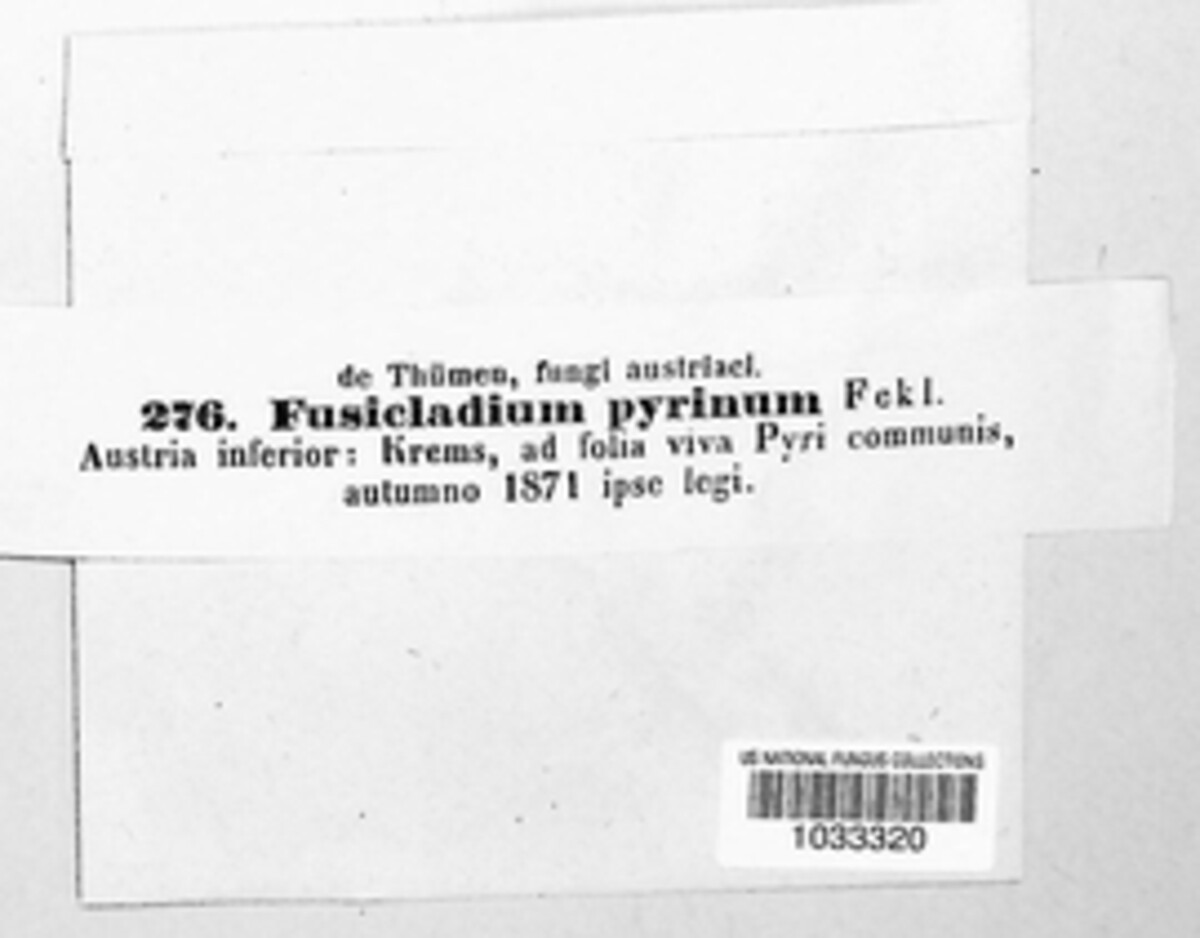 de Thümen, fungi austriaci.
276. Fusicladium pyrinum Fckl.
Austria inferior: Krems, ad folia viva Pyri communis,
autumno 1871 ipse legi.
US NATIONAL FUNGUS COLLECTIONS
1033320